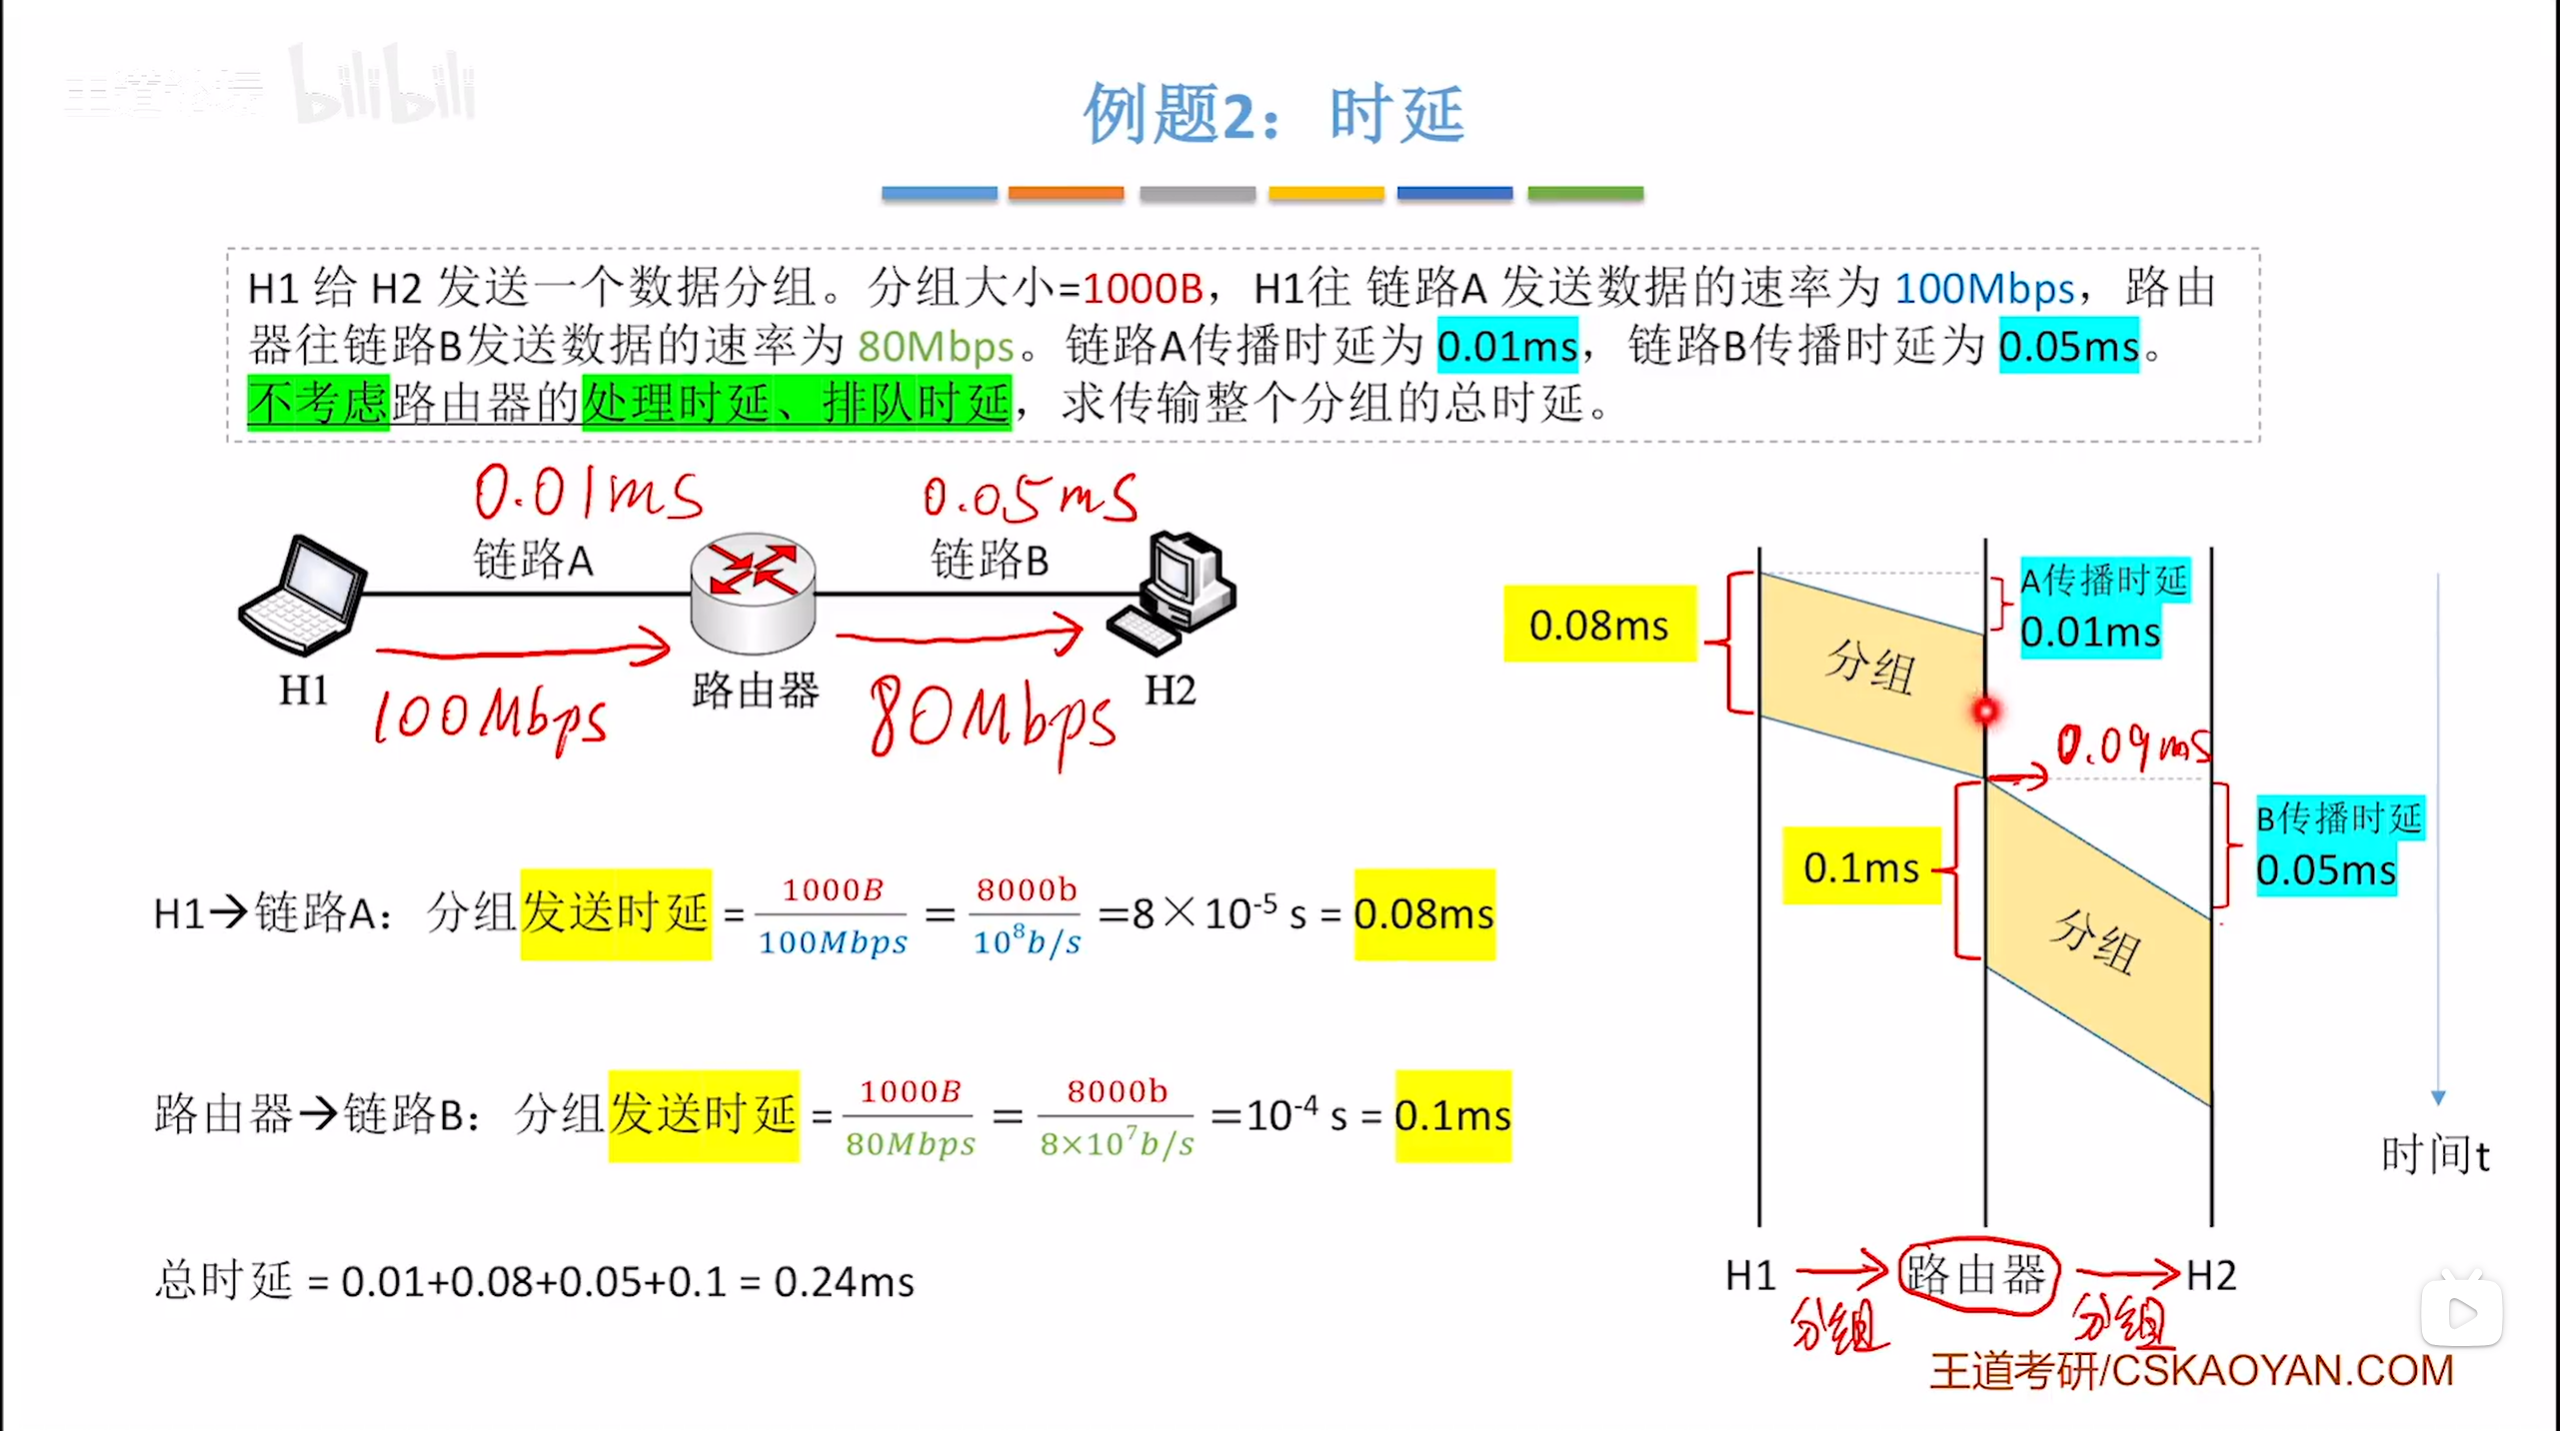 王道论坛 bilibili
例题2：时延
H1 给 H2 发送一个数据分组。分组大小=1000B，H1往 链路A 发送数据的速率为 100Mbps，路由
器往链路B发送数据的速率为 80Mbps。链路A传播时延为 0.01ms，链路B传播时延为 0.05ms。
不考虑路由器的处理时延、排队时延，求传输整个分组的总时延。
0.01ms
0.05ms
链路A
链路B
H1
路由器
H2
100Mbps
80Mbps
H1→链路A：分组发送时延 = 1000B/100Mbps = 8000b/10⁸b/s =8×10⁻⁵ s = 0.08ms
路由器→链路B：分组发送时延 = 1000B/80Mbps = 8000b/8×10⁷b/s =10⁻⁴ s = 0.1ms
总时延 = 0.01+0.08+0.05+0.1 = 0.24ms
0.08ms
分组
A传播时延
0.01ms
0.09ms
0.1ms
分组
B传播时延
0.05ms
时间t
H1 → 路由器 → H2
分组
分组
王道考研/CSKAOYAN.COM